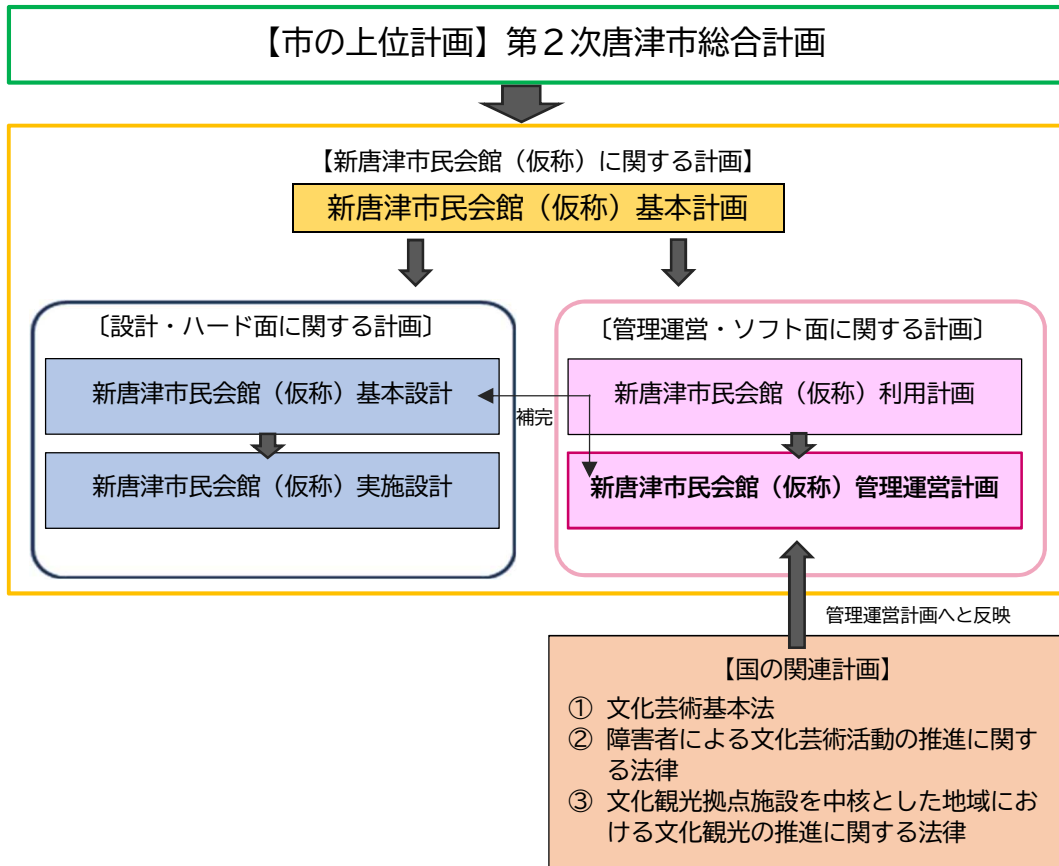 【市の上位計画】第２次唐津市総合計画
【新唐津市民会館（仮称）に関する計画】
新唐津市民会館（仮称）基本計画
〔設計・ハード面に関する計画〕
新唐津市民会館（仮称）基本設計
新唐津市民会館（仮称）実施設計
補完
〔管理運営・ソフト面に関する計画〕
新唐津市民会館（仮称）利用計画
新唐津市民会館（仮称）管理運営計画
管理運営計画へと反映
【国の関連計画】
① 文化芸術基本法
② 障害者による文化芸術活動の推進に関す
る法律
③ 文化観光拠点施設を中核とした地域にお
ける文化観光の推進に関する法律